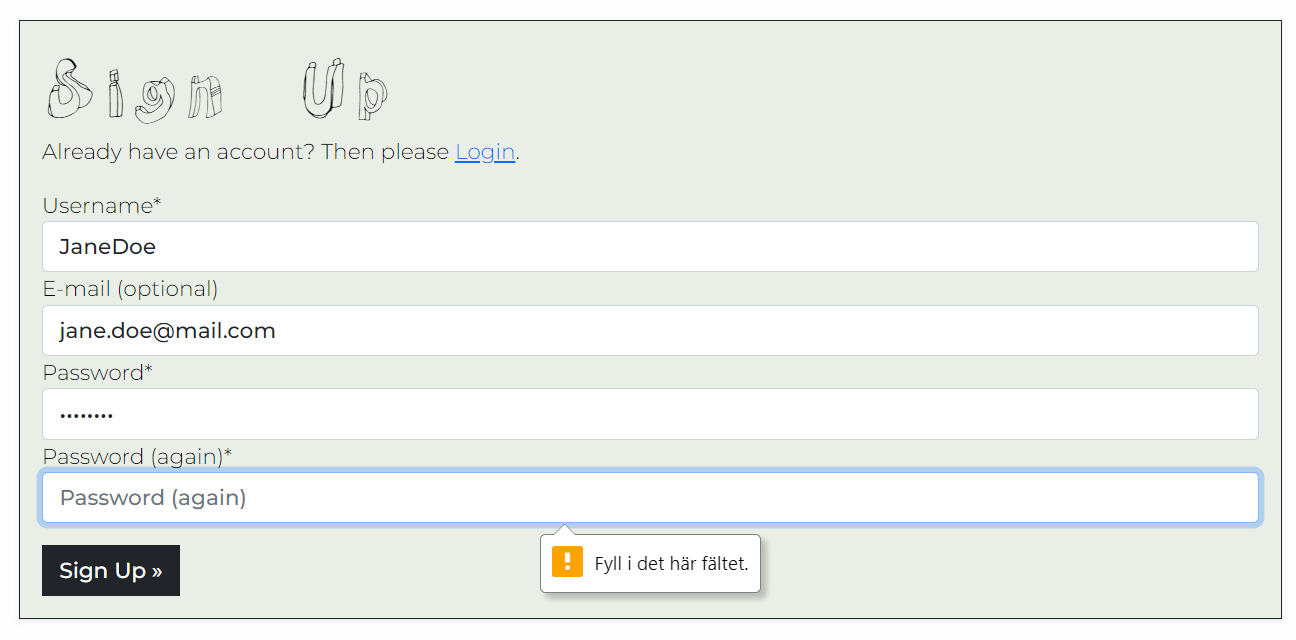 Sign Up
Already have an account? Then please Login.
Username*
JaneDoe
E-mail (optional)
jane.doe@mail.com
Password*
••••••••
Password (again)*
Password (again)
Fyll i det här fältet.
Sign Up »